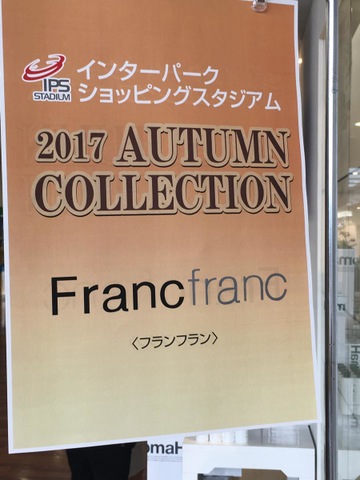 IPS
STADIUM
インターパーク
ショッピングスタジアム
2017 AUTUMN
COLLECTION
Francfranc
〈フランフラン〉